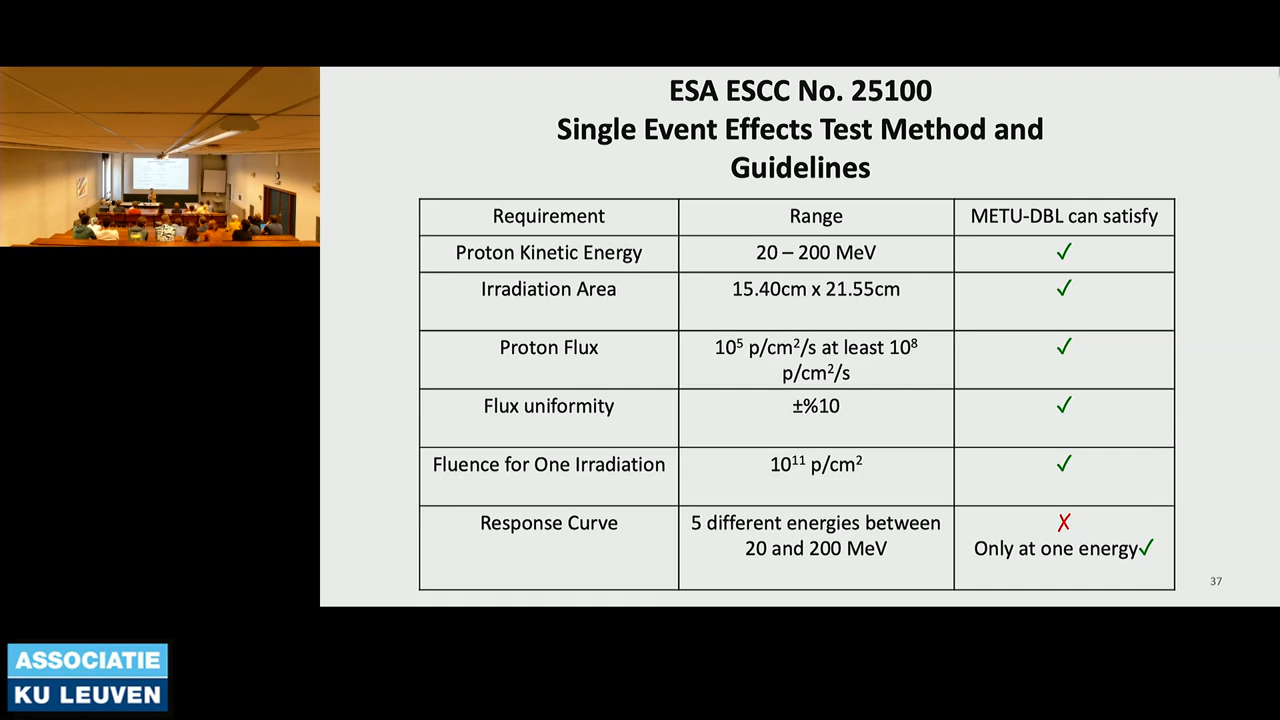 ESA ESCC No. 25100
Single Event Effects Test Method and
Guidelines
Requirement
Range
METU-DBL can satisfy
Proton Kinetic Energy
20 – 200 MeV
✓
Irradiation Area
15.40cm x 21.55cm
✓
Proton Flux
10⁵ p/cm²/s at least 10⁸
p/cm²/s
✓
Flux uniformity
±%10
✓
Fluence for One Irradiation
10¹¹ p/cm²
✓
Response Curve
5 different energies between
20 and 200 MeV
✗
Only at one energy✓
37
ASSOCIATIE
KU LEUVEN